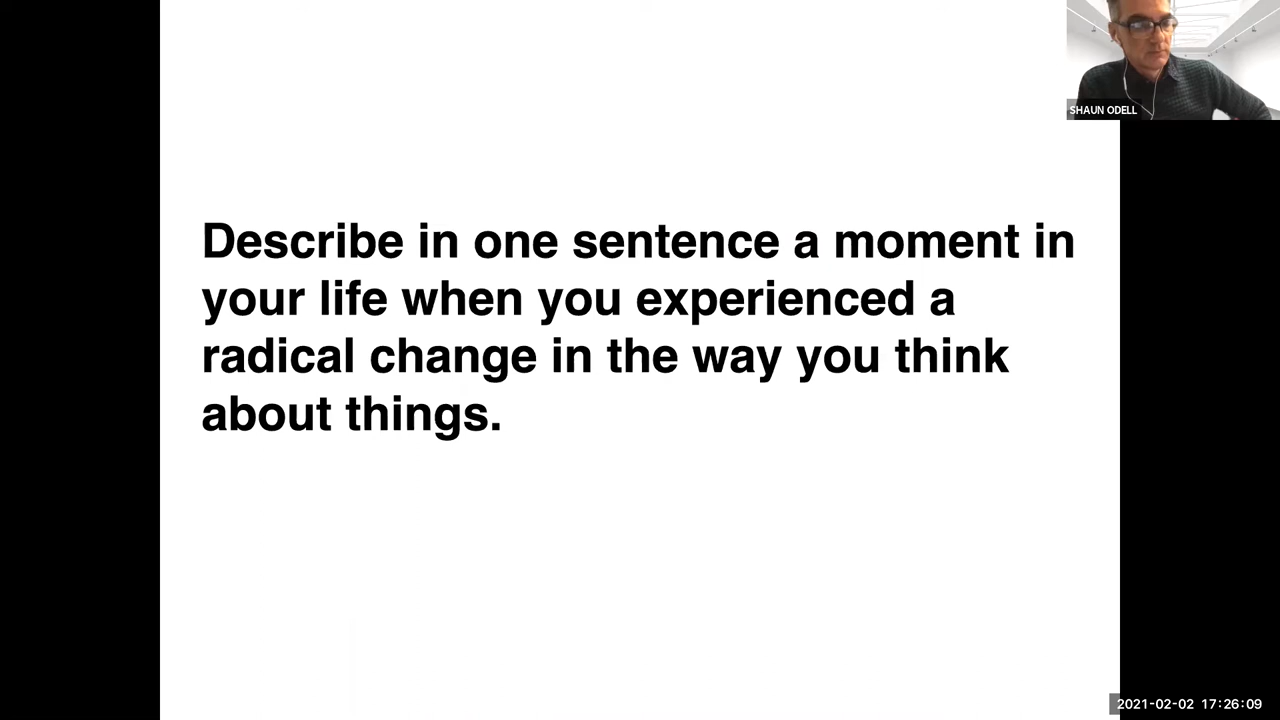 SHAUN ODELL
Describe in one sentence a moment in
your life when you experienced a
radical change in the way you think
about things.
2021-02-02 17:26:09